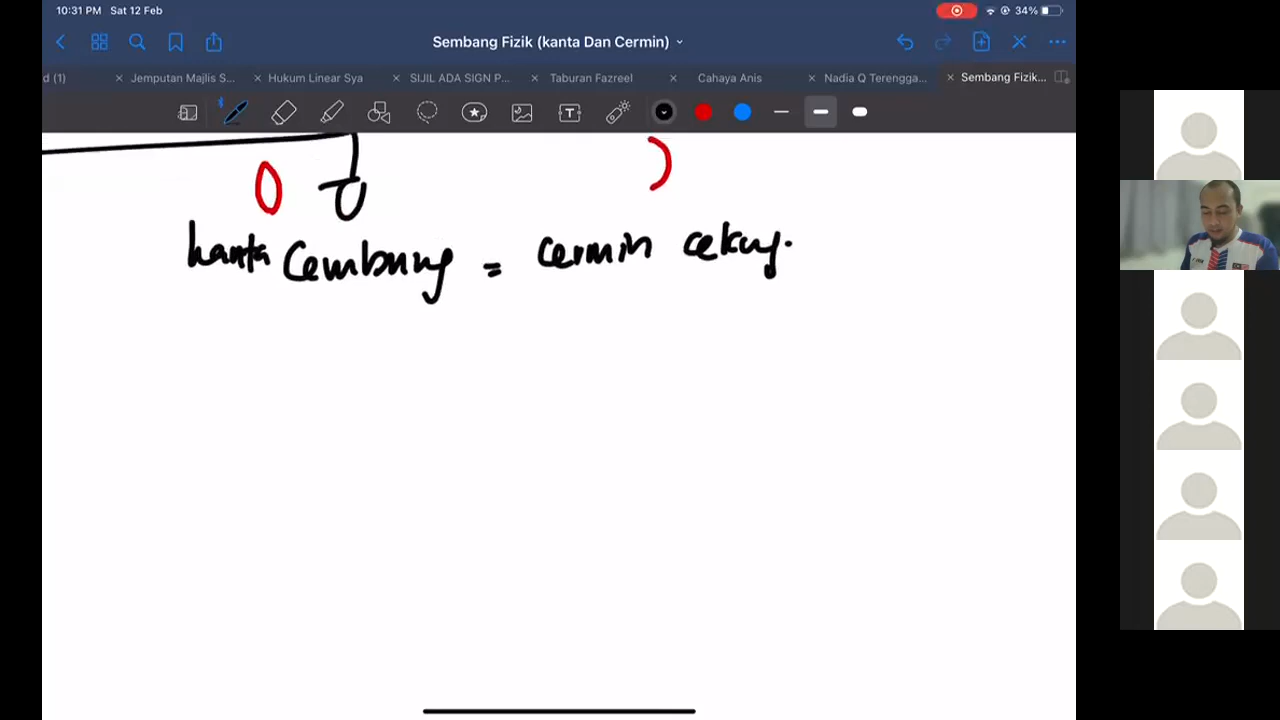 10:31 PM Sat 12 Feb 34%
Sembang Fizik (kanta Dan Cermin)
d (1) Jemputan Majlis S... Hukum Linear Sya SIJIL ADA SIGN P... Taburan Fazreel Cahaya Anis Nadia Q Terengga... Sembang Fizik...
kanta Cembung = cermin cekung.